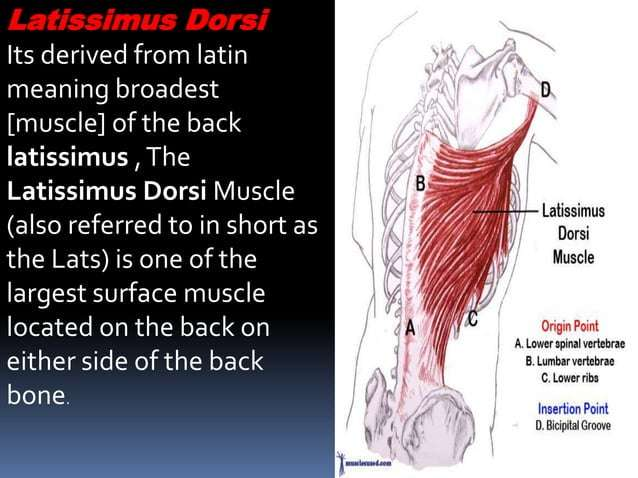 Latissimus Dorsi
Its derived from latin
meaning broadest
[muscle] of the back
latissimus , The
Latissimus Dorsi Muscle
(also referred to in short as
the Lats) is one of the
largest surface muscle
located on the back on
either side of the back
bone.
D
B
Latissimus
Dorsi
Muscle
A
C
Origin Point
A. Lower spinal vertebrae
B. Lumbar vertebrae
C. Lower ribs
Insertion Point
D. Bicipital Groove